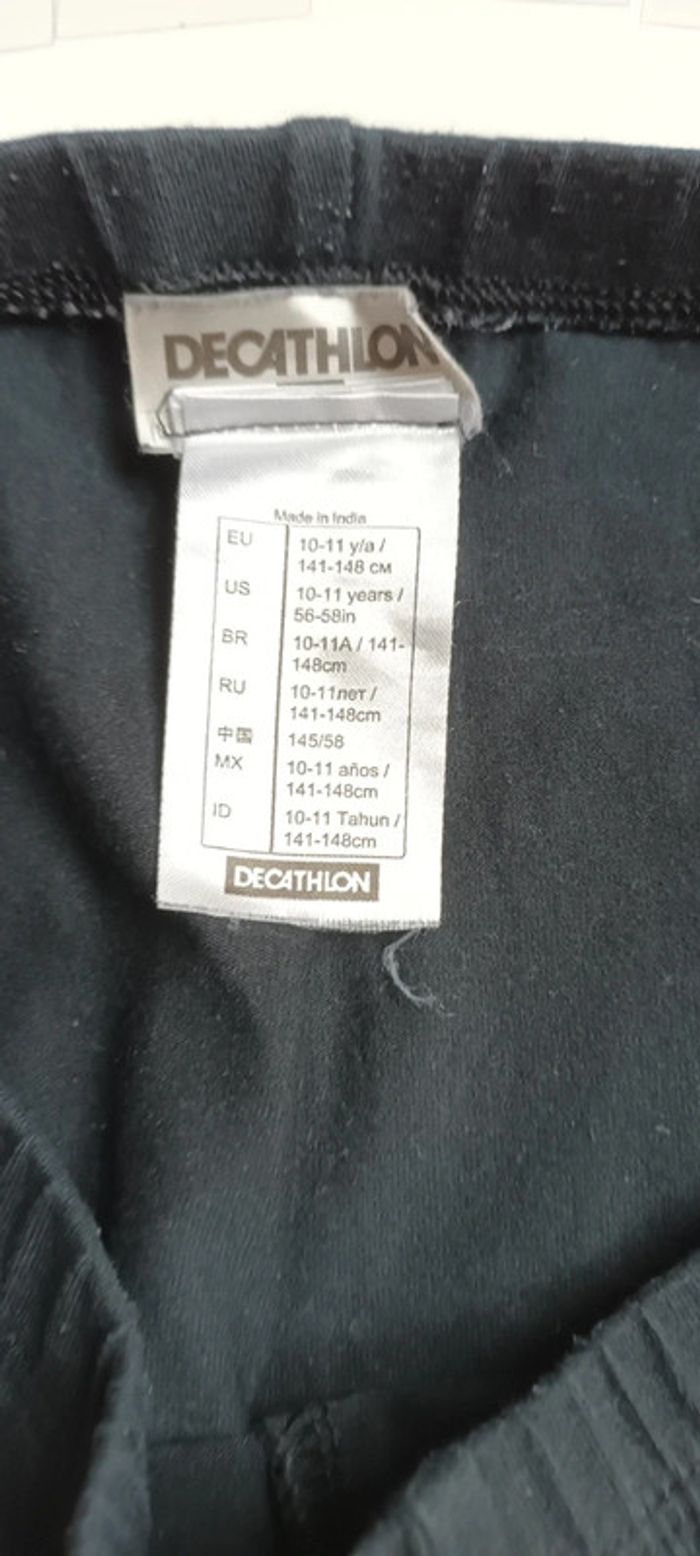 DECATHLON
Made in India
EU 10-11 y/a /
141-148 см
US 10-11 years /
56-58in
BR 10-11A / 141-
148cm
RU 10-11лет /
141-148cm
中国 145/58
MX 10-11 años /
141-148cm
ID 10-11 Tahun /
141-148cm
DECATHLON